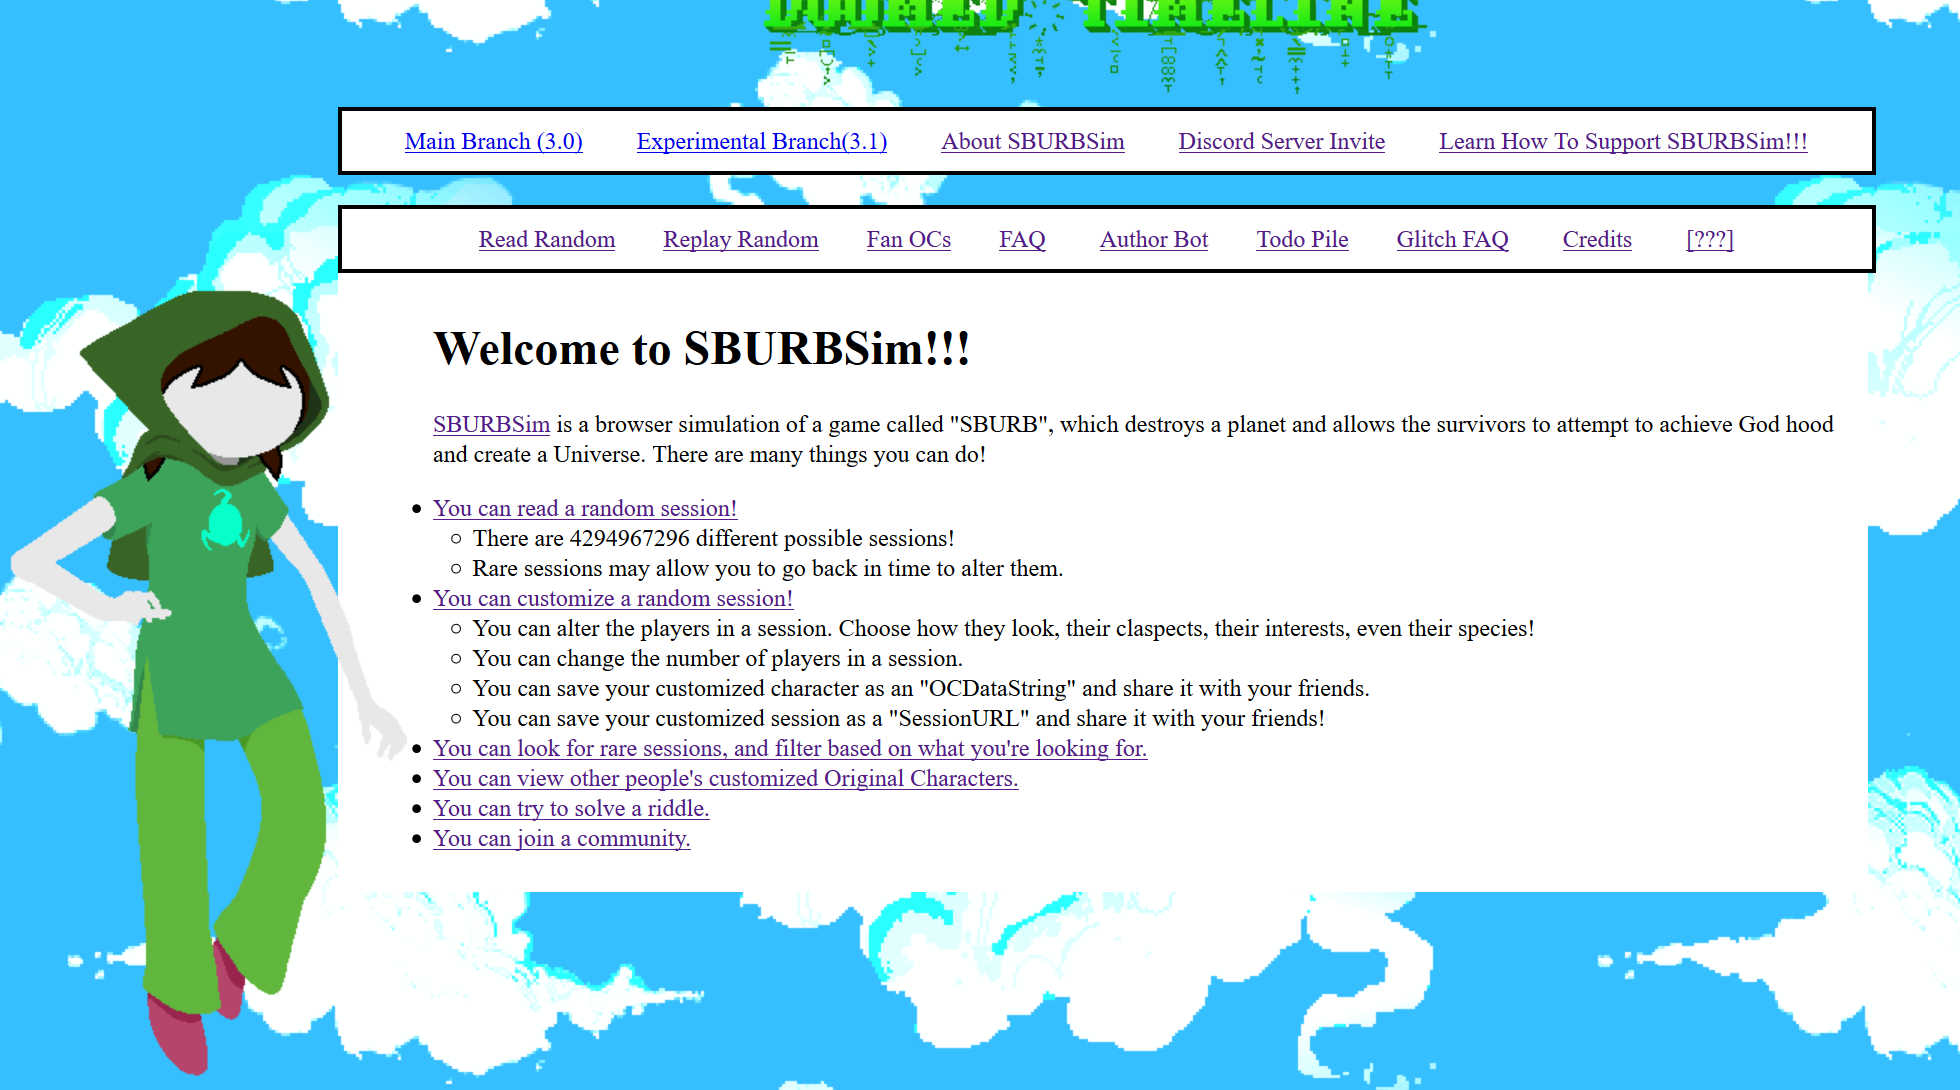 DOOMED TIMELINE
Main Branch (3.0) Experimental Branch(3.1) About SBURBSim Discord Server Invite Learn How To Support SBURBSim!!!
Read Random Replay Random Fan OCs FAQ Author Bot Todo Pile Glitch FAQ Credits [???]
Welcome to SBURBSim!!!
SBURBSim is a browser simulation of a game called "SBURB", which destroys a planet and allows the survivors to attempt to achieve God hood
and create a Universe. There are many things you can do!
You can read a random session!
There are 4294967296 different possible sessions!
Rare sessions may allow you to go back in time to alter them.
You can customize a random session!
You can alter the players in a session. Choose how they look, their claspects, their interests, even their species!
You can change the number of players in a session.
You can save your customized character as an "OCDataString" and share it with your friends.
You can save your customized session as a "SessionURL" and share it with your friends!
You can look for rare sessions, and filter based on what you're looking for.
You can view other people's customized Original Characters.
You can try to solve a riddle.
You can join a community.